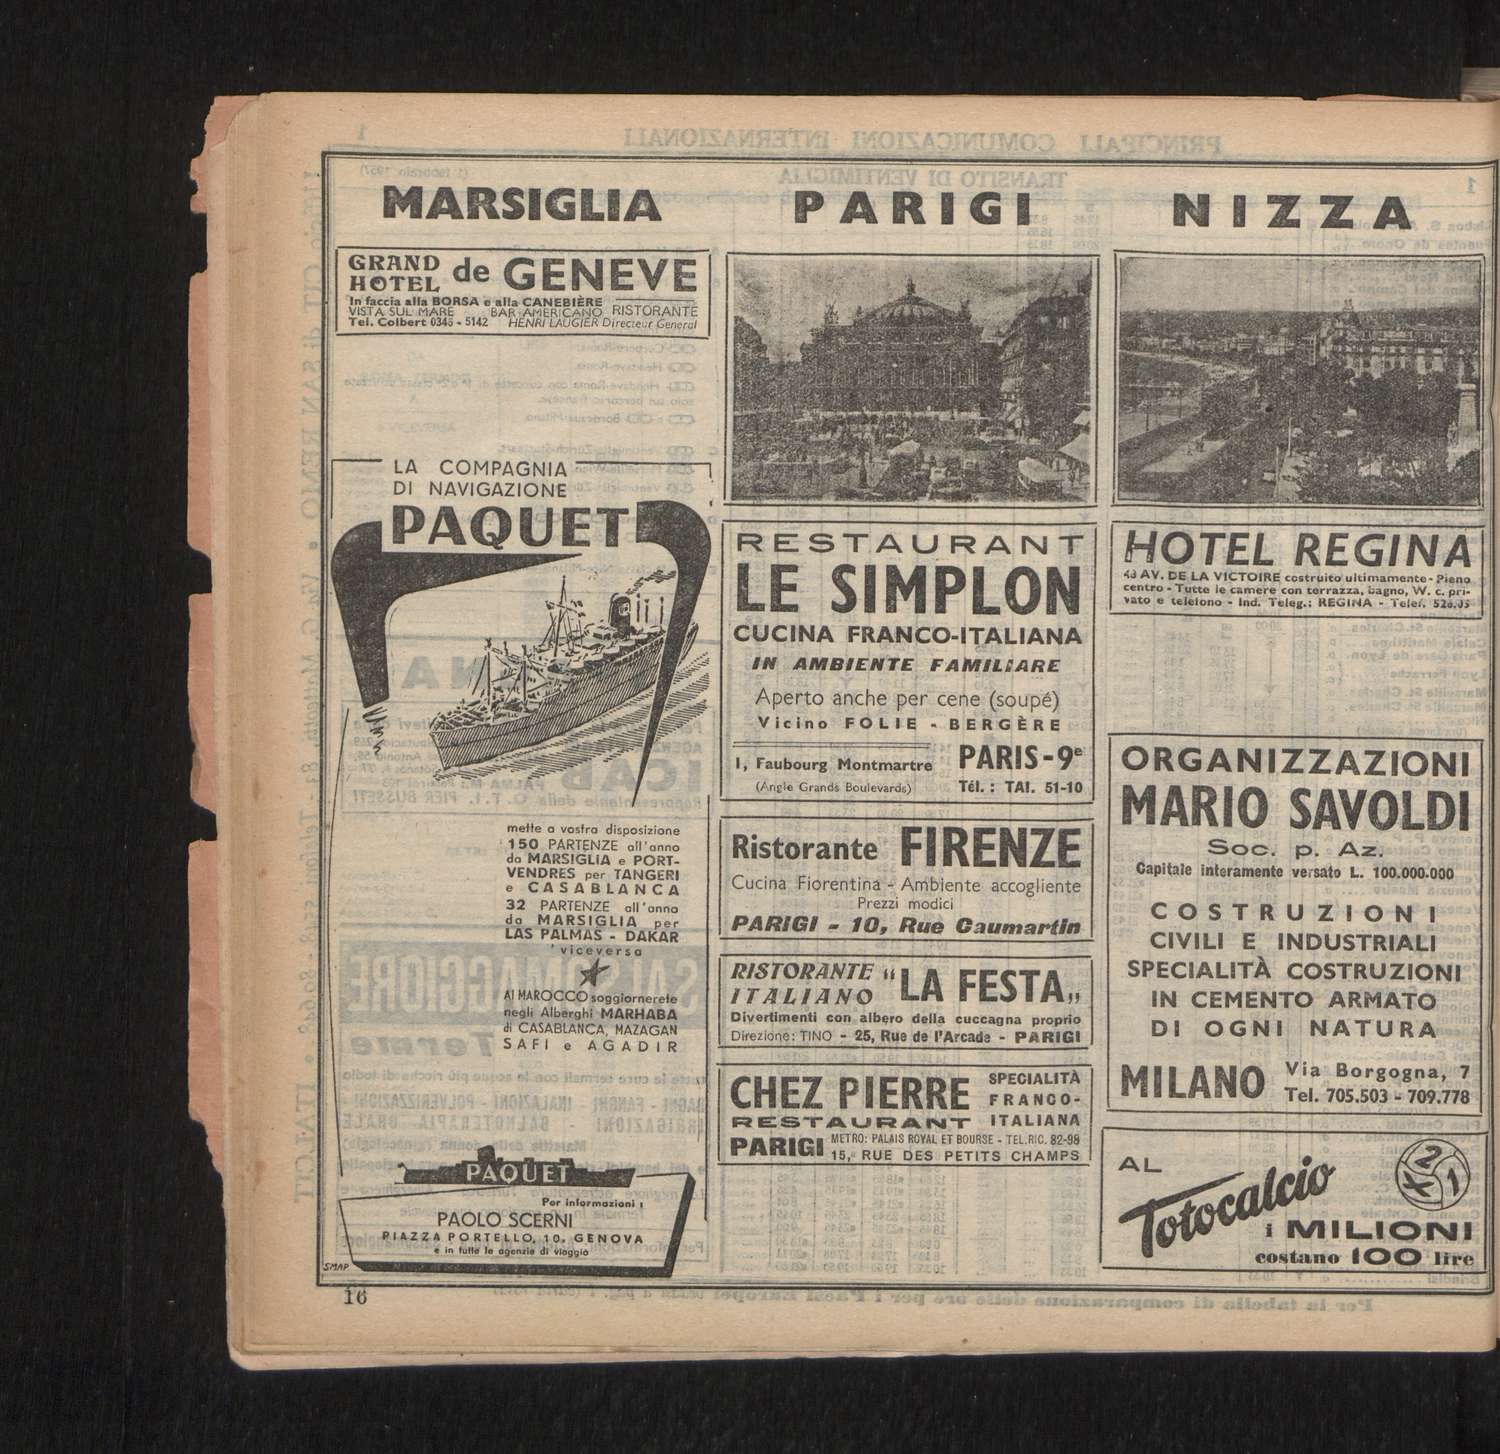 MARSIGLIA
GRAND
HOTEL de GENEVE
In faccia alla BORSA e alla CANEBIÈRE
VISTA SUL MARE BAR AMERICANO RISTORANTE
Tel. Colbert 0345 - 5142 HENRI LAUGIER Directeur General
LA COMPAGNIA
DI NAVIGAZIONE
PAQUET
mette a vostra disposizione
150 PARTENZE all'anno
da MARSIGLIA e PORT-
VENDRES per TANGERI
e CASABLANCA
32 PARTENZE all'anno
da MARSIGLIA per
LAS PALMAS - DAKAR
viceversa
Al MAROCCO soggiornerete
negli Alberghi MARHABA
di CASABLANCA, MAZAGAN
SAFI e AGADIR
PAQUET
Per informazioni :
PAOLO SCERNI
PIAZZA PORTELLO, 10, GENOVA
e in tutte le agenzie di viaggio
SMAP
16
PARIGI
RESTAURANT
LE SIMPLON
CUCINA FRANCO-ITALIANA
IN AMBIENTE FAMILIARE
Aperto anche per cene (soupé)
Vicino FOLIE - BERGÈRE
1, Faubourg Montmartre PARIS-9e
(Angle Grands Boulevards) Tél. : TAI. 51-10
Ristorante FIRENZE
Cucina Fiorentina - Ambiente accogliente
Prezzi modici
PARIGI - 10, Rue Caumartin
RISTORANTE
ITALIANO "LA FESTA„
Divertimenti con albero della cuccagna proprio
Direzione: TINO - 25, Rue de l'Arcade - PARIGI
CHEZ PIERRE SPECIALITÀ
FRANCO-
RESTAURANT ITALIANA
PARIGI METRO: PALAIS ROYAL ET BOURSE - TEL. RIC. 82-98
15, RUE DES PETITS CHAMPS
NIZZA
HOTEL REGINA
43 AV. DE LA VICTOIRE costruito ultimamente - Pieno
centro - Tutte le camere con terrazza, bagno, W. c. pri-
vato e telefono - Ind. Teleg.: REGINA - Telef.
ORGANIZZAZIONI
MARIO SAVOLDI
Soc. p. Az.
Capitale interamente versato L. 100.000.000
COSTRUZIONI
CIVILI E INDUSTRIALI
SPECIALITÀ COSTRUZIONI
IN CEMENTO ARMATO
DI OGNI NATURA
MILANO Via Borgogna, 7
Tel. 705.503 - 709.778
AL
Totocalcio
1 X 2
i MILIONI
costano 100 lire